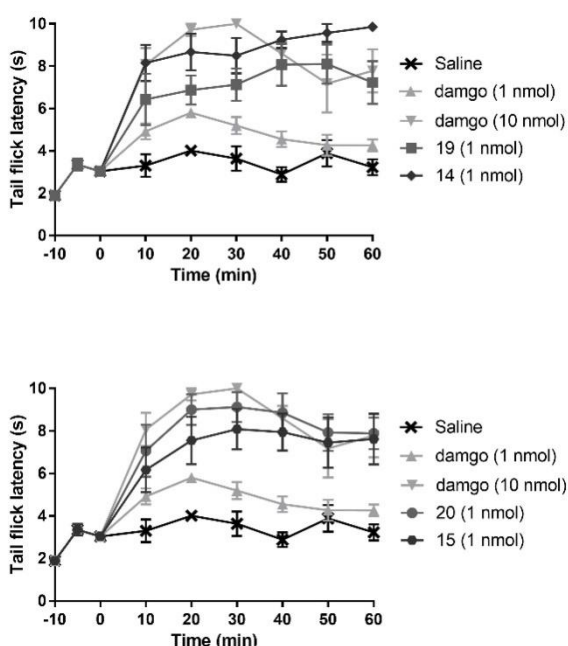 Tail flick latency (s)
10
8
6
4
2
0
-10 0 10 20 30 40 50 60
Time (min)
Saline
damgo (1 nmol)
damgo (10 nmol)
19 (1 nmol)
14 (1 nmol)
Tail flick latency (s)
10
8
6
4
2
0
-10 0 10 20 30 40 50 60
Time (min)
Saline
damgo (1 nmol)
damgo (10 nmol)
20 (1 nmol)
15 (1 nmol)